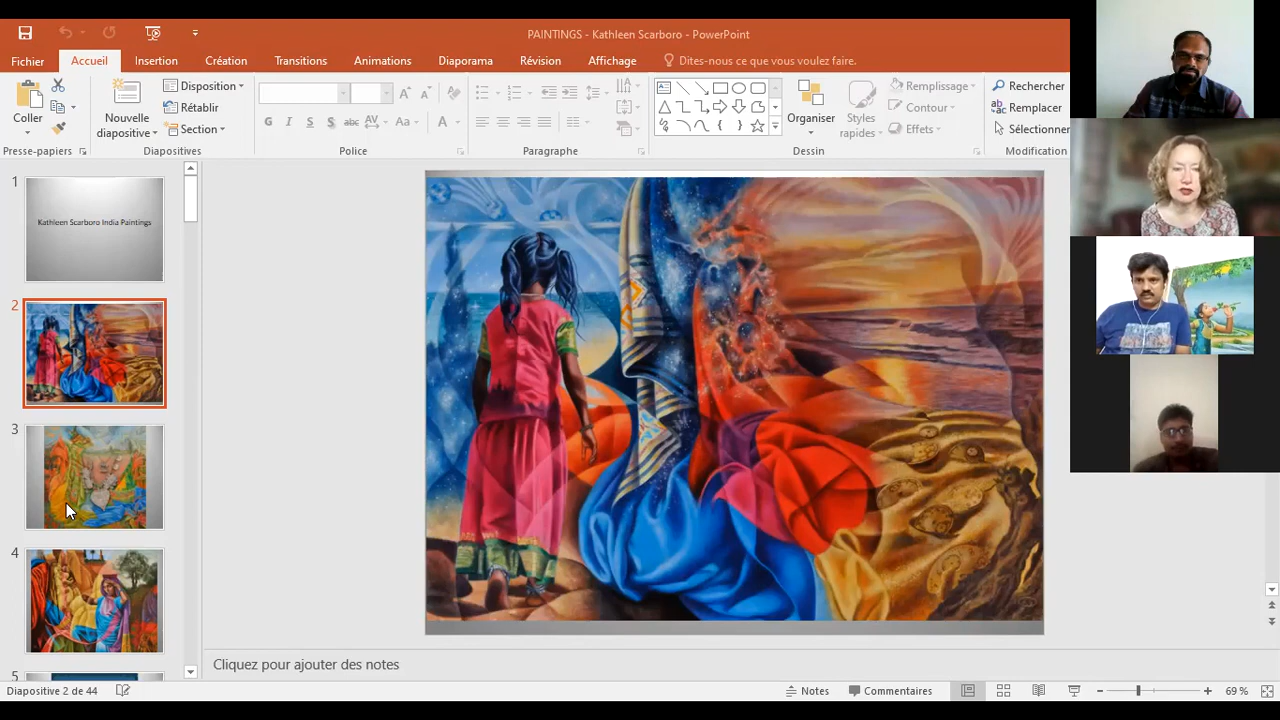 PAINTINGS - Kathleen Scarboro - PowerPoint
Fichier Accueil Insertion Création Transitions Animations Diaporama Révision Affichage Dites-nous ce que vous voulez faire.
Coller
Presse-papiers
Nouvelle diapositive
Disposition
Rétablir
Section
Diapositives
G I S S abc AV Aa A
Police
Paragraphe
Organiser
Styles rapides
Remplissage
Contour
Effets
Dessin
Rechercher
Remplacer
Sélectionner
Modification
1
Kathleen Scarboro India Paintings
2
3
4
5
Cliquez pour ajouter des notes
Diapositive 2 de 44 Notes Commentaires 69 %